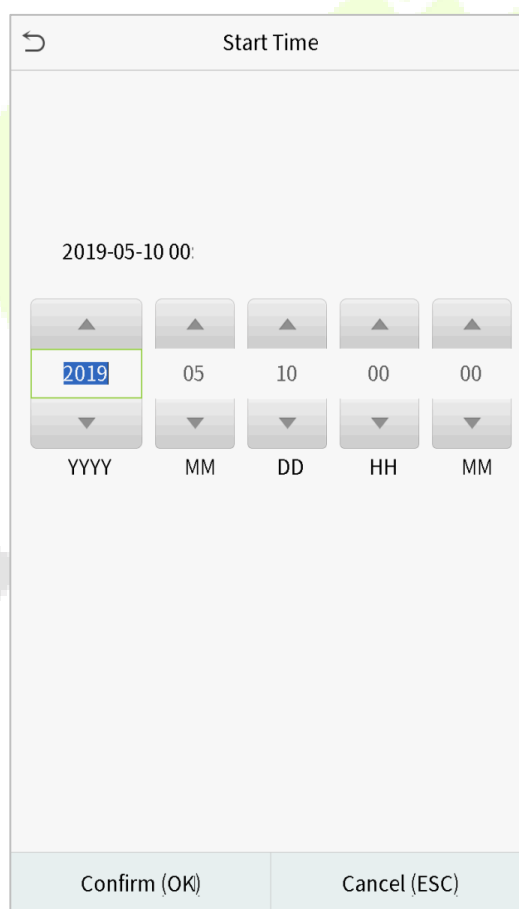 Start Time
2019-05-10 00:
2019 05 10 00 00
YYYY MM DD HH MM
Confirm (OK) Cancel (ESC)